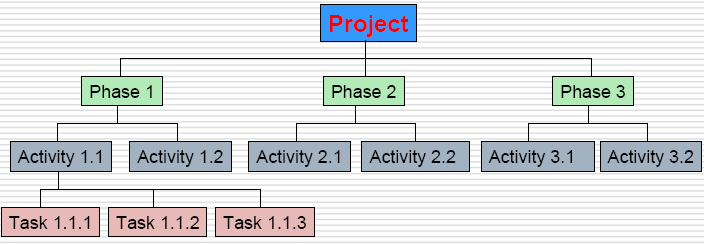 Project
Phase 1
Phase 2
Phase 3
Activity 1.1
Activity 1.2
Activity 2.1
Activity 2.2
Activity 3.1
Activity 3.2
Task 1.1.1
Task 1.1.2
Task 1.1.3